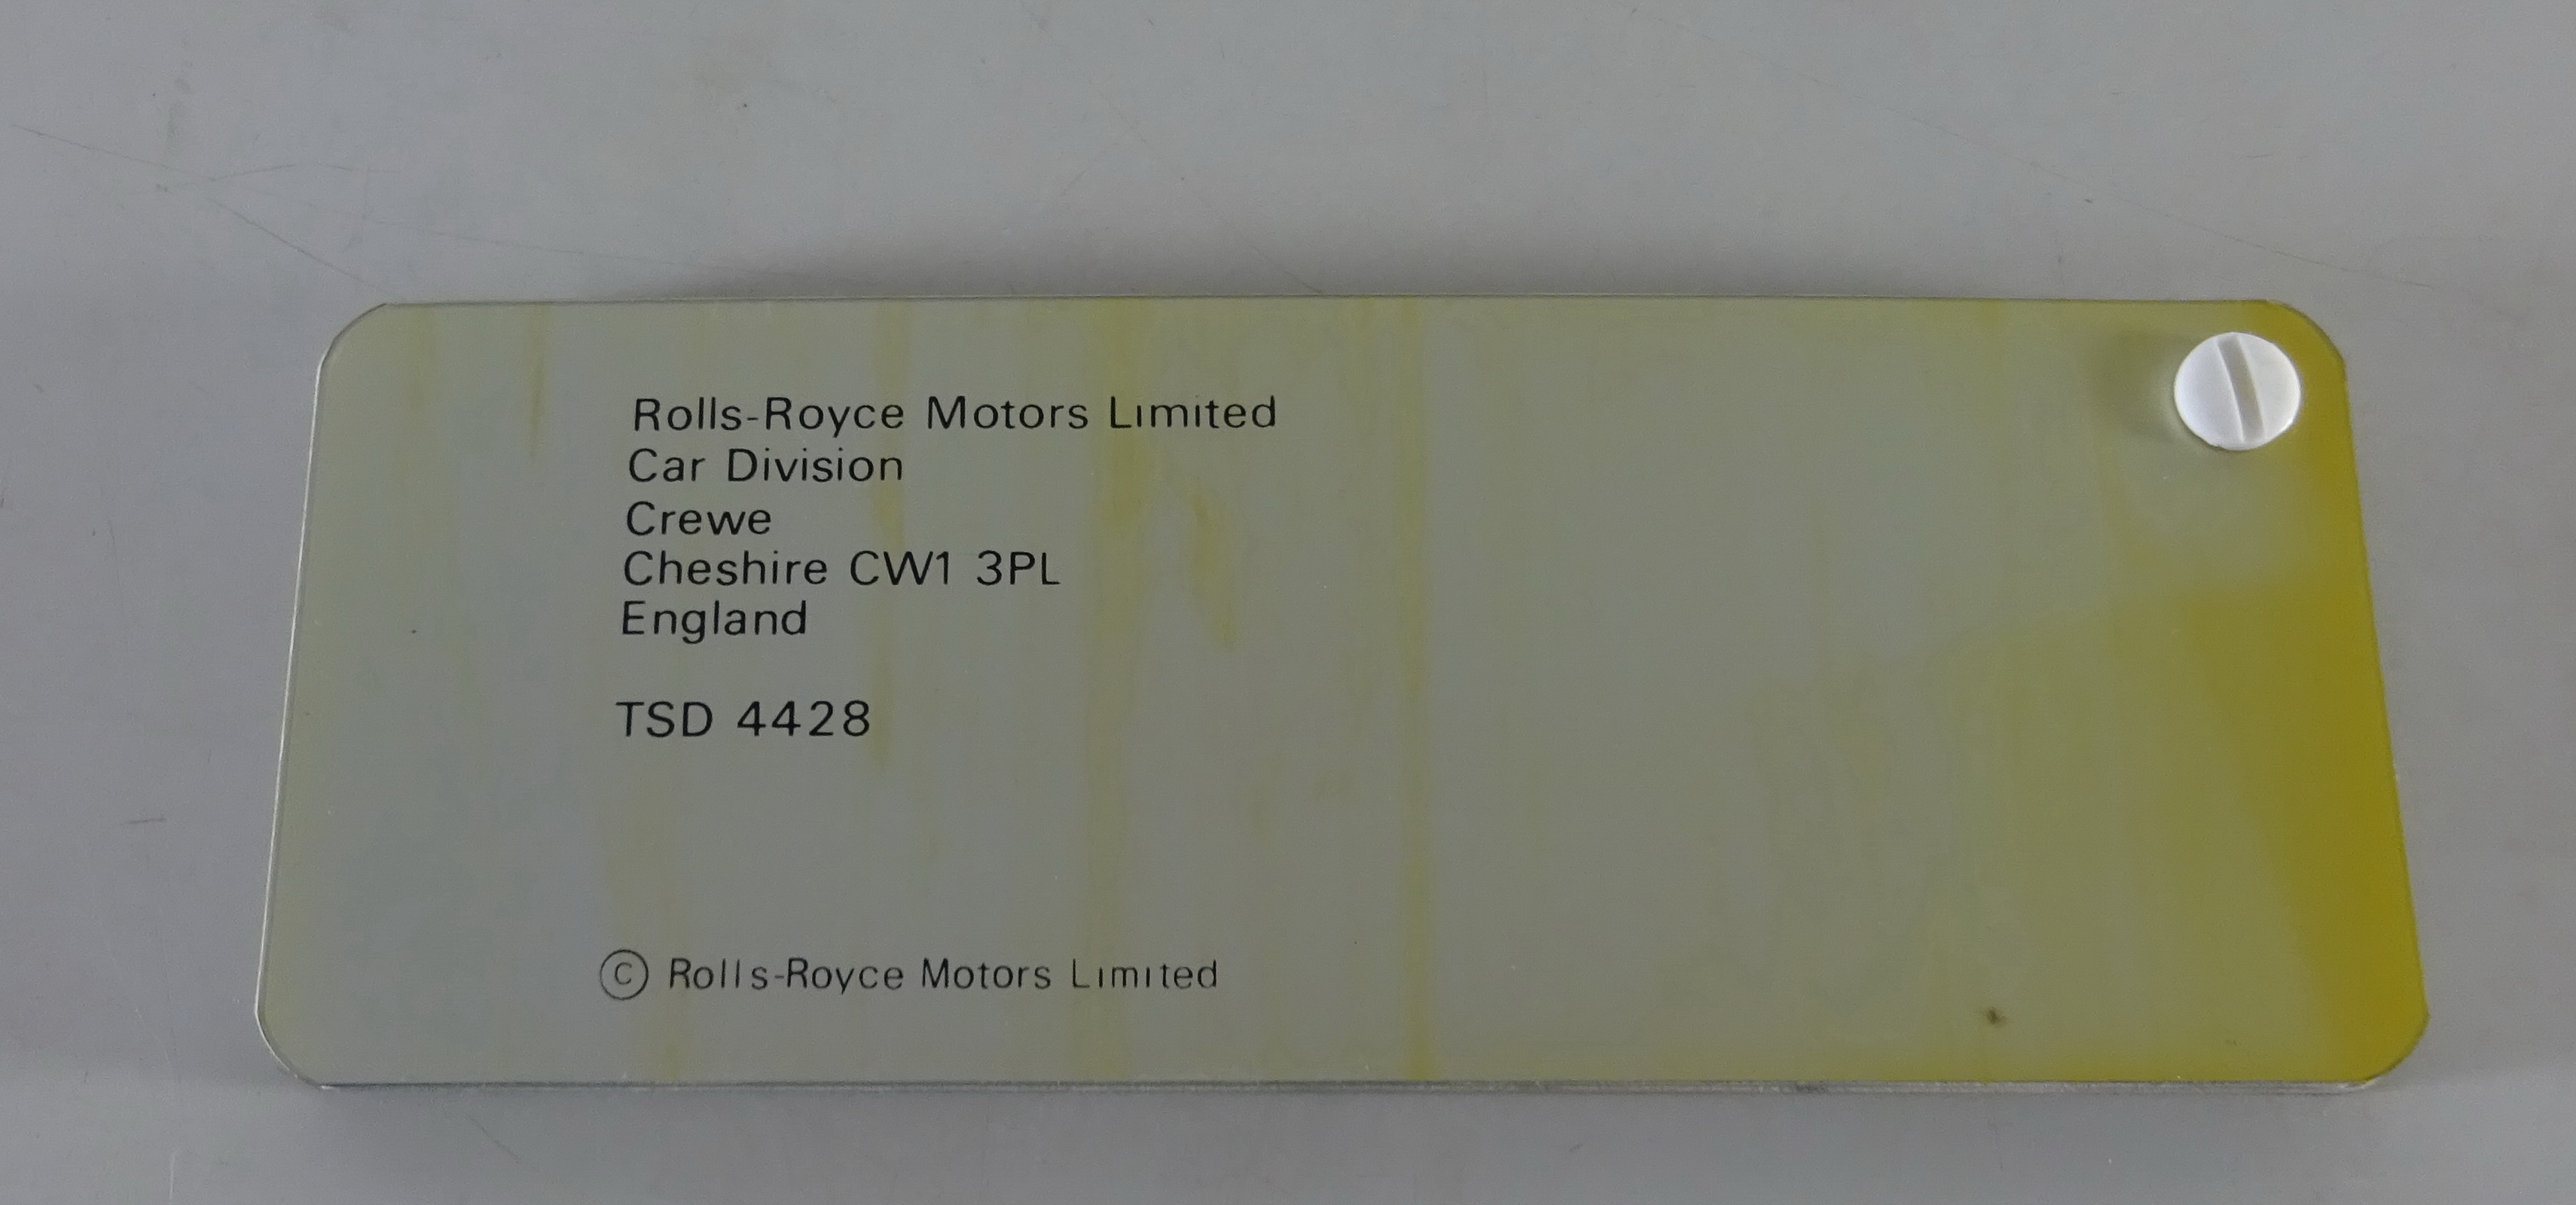 Rolls-Royce Motors Limited
Car Division
Crewe
Cheshire CW1 3PL
England
TSD 4428
© Rolls-Royce Motors Limited